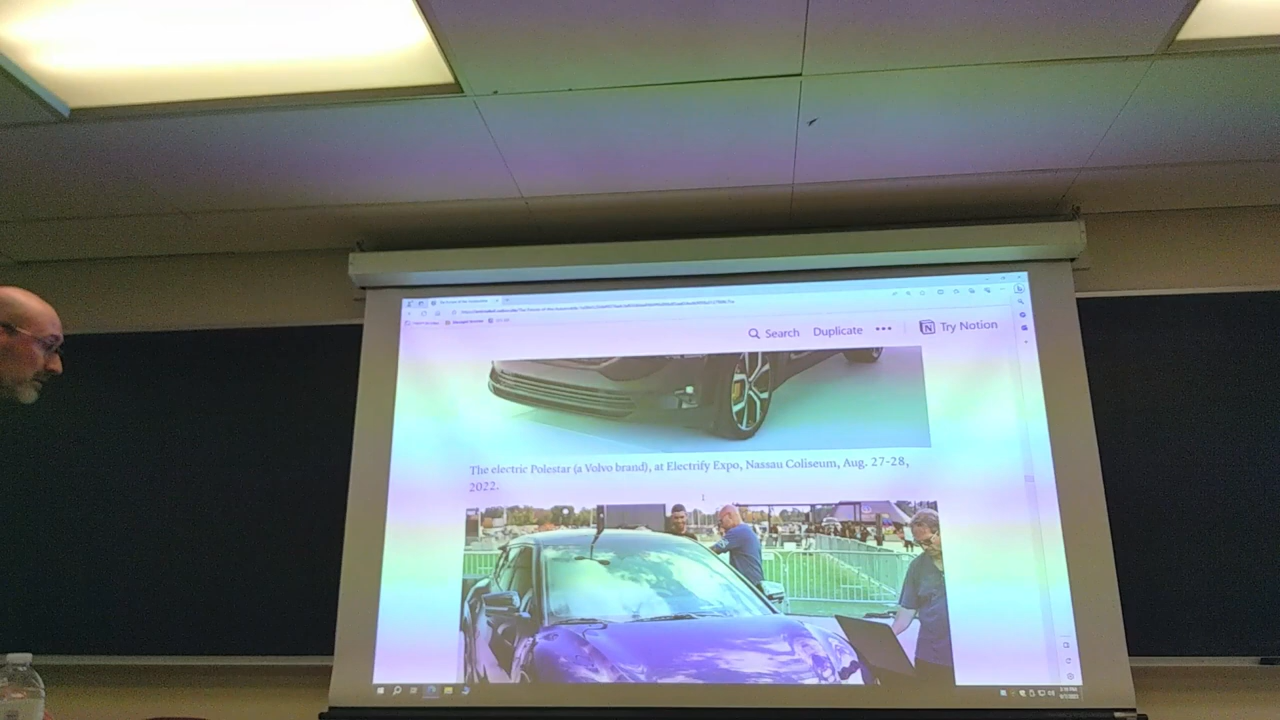 Search Duplicate ••• Try Notion
The electric Polestar (a Volvo brand), at Electrify Expo, Nassau Coliseum, Aug. 27-28,
2022.